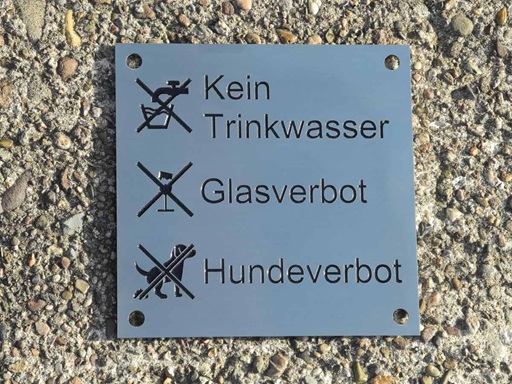 Kein
Trinkwasser
Glasverbot
Hundeverbot